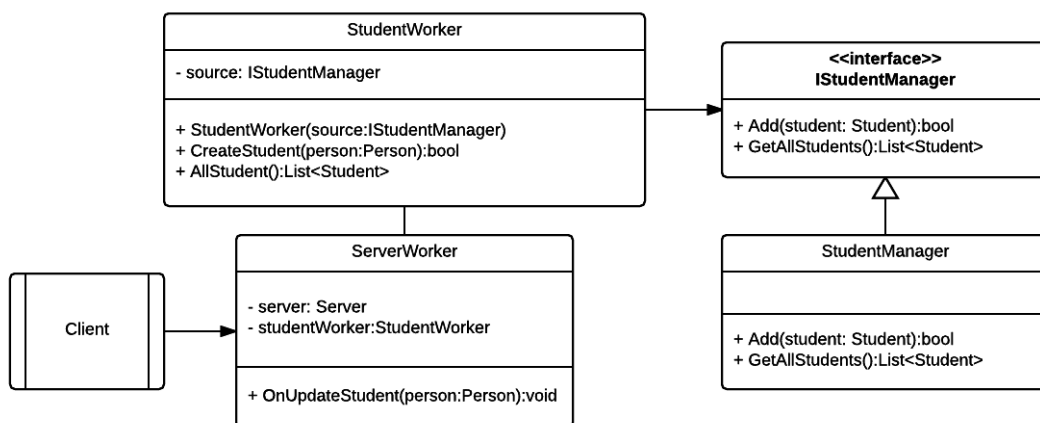 StudentWorker
- source: IStudentManager
+ StudentWorker(source:IStudentManager)
+ CreateStudent(person:Person):bool
+ AllStudent():List<Student>
<<interface>>
IStudentManager
+ Add(student: Student):bool
+ GetAllStudents():List<Student>
Client
ServerWorker
- server: Server
- studentWorker:StudentWorker
+ OnUpdateStudent(person:Person):void
StudentManager
+ Add(student: Student):bool
+ GetAllStudents():List<Student>